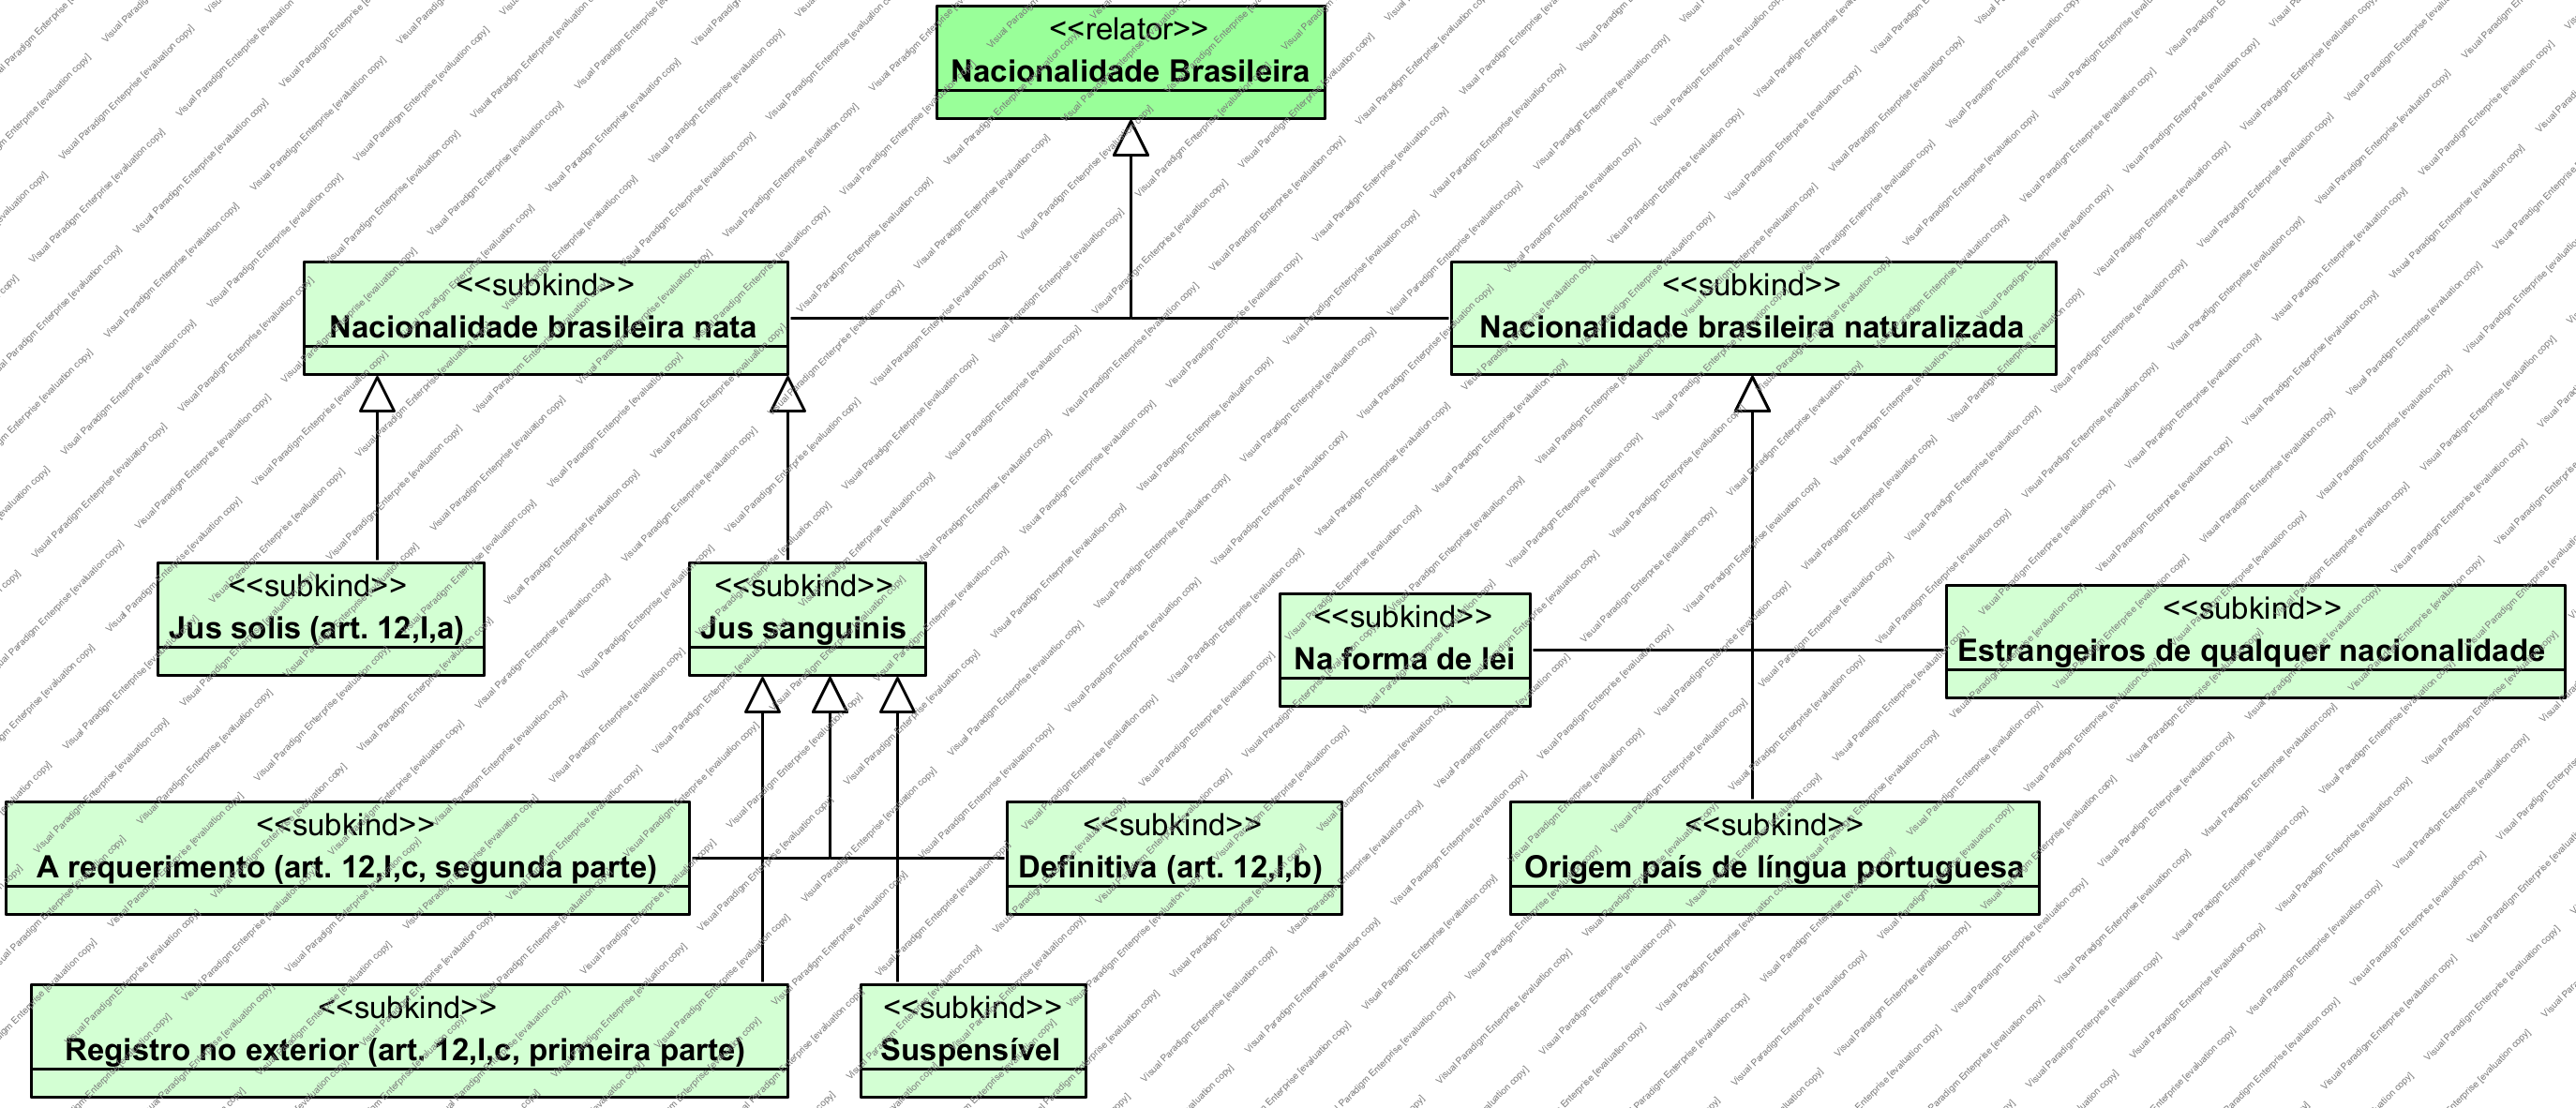 <<relator>>
Nacionalidade Brasileira
<<subkind>>
Nacionalidade brasileira nata
<<subkind>>
Nacionalidade brasileira naturalizada
<<subkind>>
Jus solis (art. 12,I,a)
<<subkind>>
Jus sanguinis
<<subkind>>
Na forma de lei
<<subkind>>
Estrangeiros de qualquer nacionalidade
<<subkind>>
A requerimento (art. 12,I,c, segunda parte)
<<subkind>>
Definitiva (art. 12,I,b)
<<subkind>>
Origem país de língua portuguesa
<<subkind>>
Registro no exterior (art. 12,I,c, primeira parte)
<<subkind>>
Suspensível
Visual Paradigm Enterprise [evaluation copy]